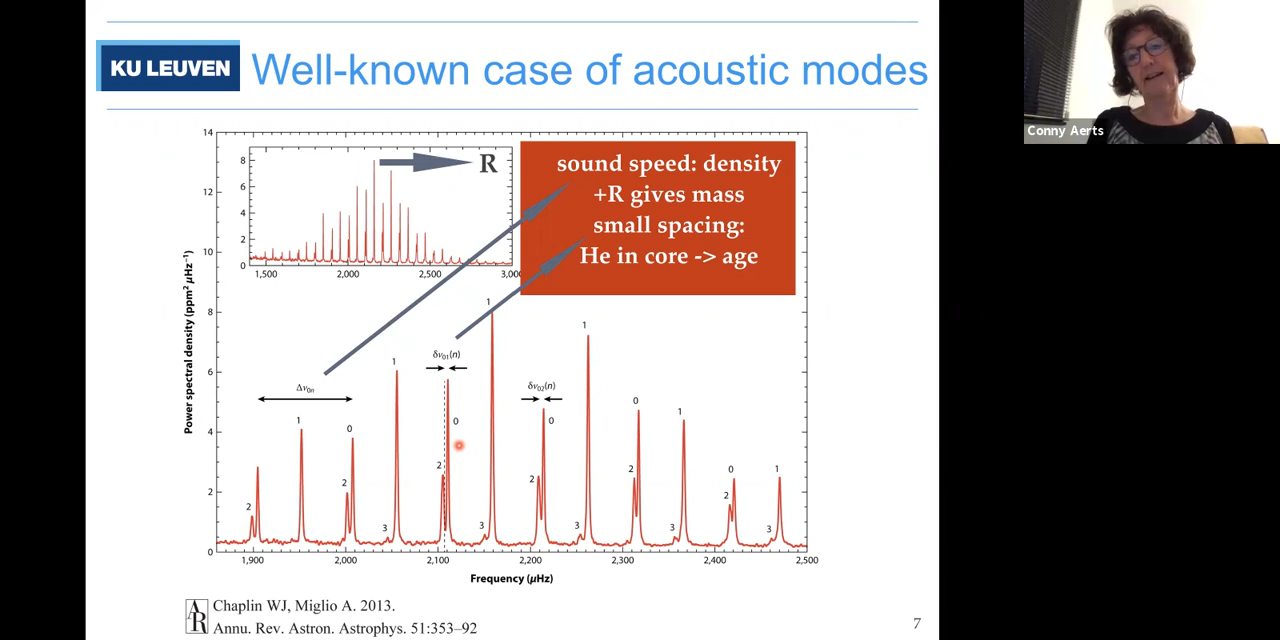 KU LEUVEN
Well-known case of acoustic modes
Conny Aerts
14
12
10
8
6
4
2
0
Power spectral density (ppm² μHz⁻¹)
8
6
4
2
0
1,500
2,000
2,500
3,00
R
sound speed: density
+R gives mass
small spacing:
He in core -> age
Δν₀ₙ
δν₀₁(n)
δν₀₂(n)
2
1
2
0
3
1
2
0
3
1
2
0
3
1
2
0
3
1
2
0
3
1
1,900
2,000
2,100
2,200
2,300
2,400
2,500
Frequency (μHz)
AR
Chaplin WJ, Miglio A. 2013.
Annu. Rev. Astron. Astrophys. 51:353–92
7